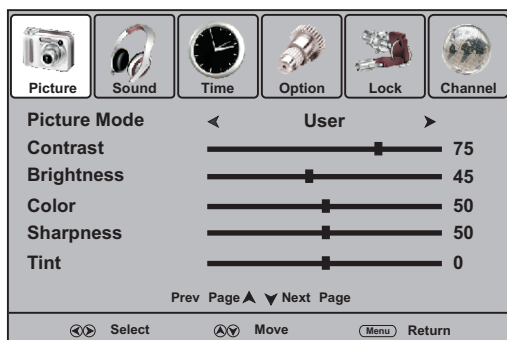 Picture Sound Time Option Lock Channel
Picture Mode User
Contrast 75
Brightness 45
Color 50
Sharpness 50
Tint 0
Prev Page Next Page
Select Move Menu Return